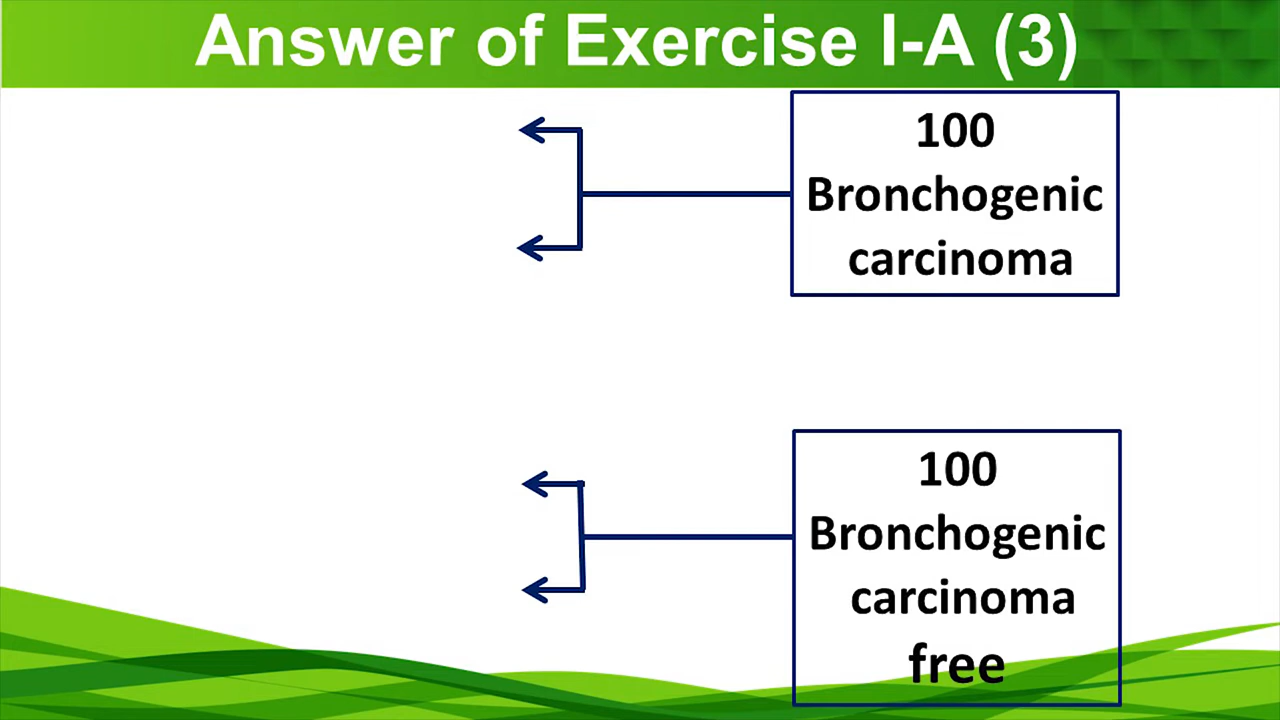 Answer of Exercise I-A (3)
100
Bronchogenic
carcinoma
100
Bronchogenic
carcinoma
free